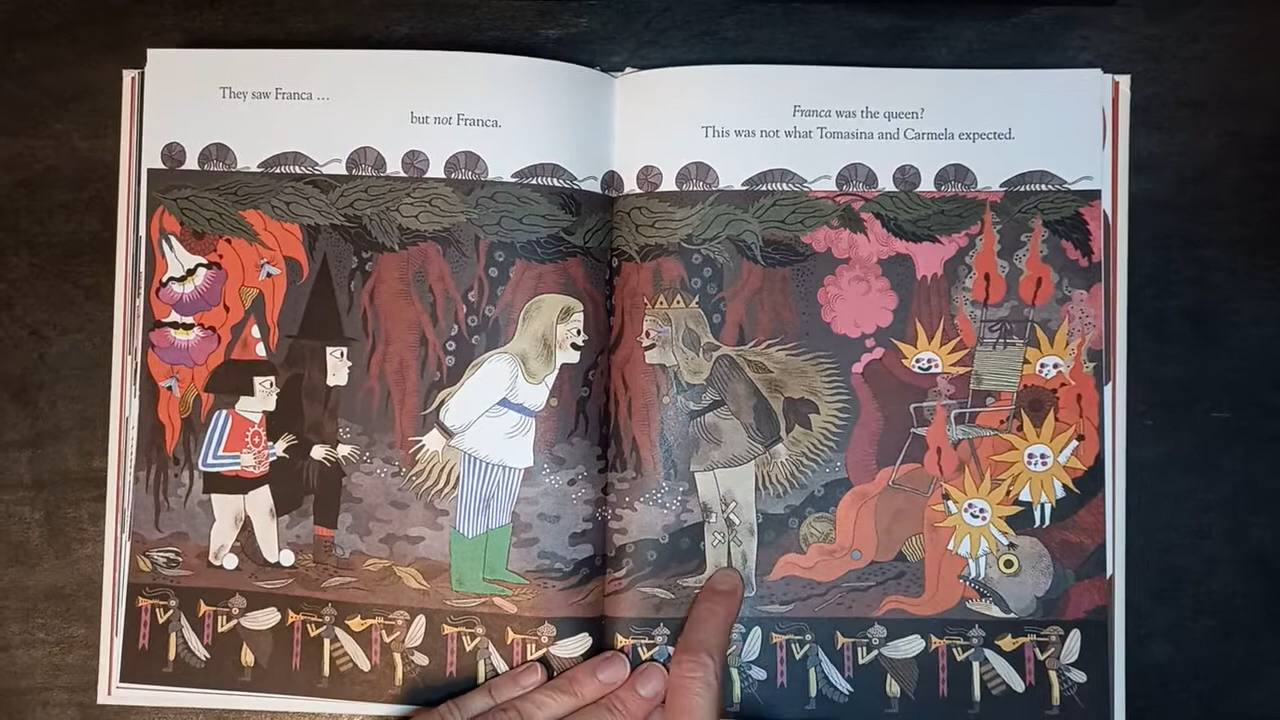 They saw Franca …
but not Franca.
Franca was the queen?
This was not what Tomasina and Carmela expected.